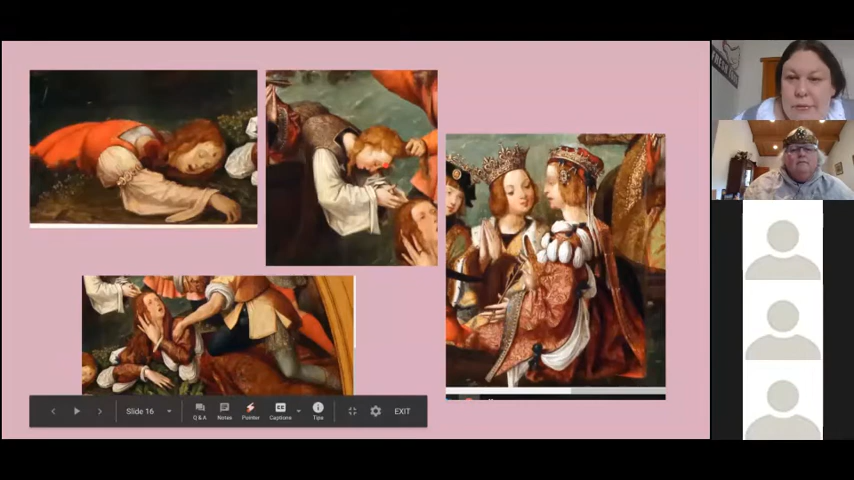 Slide 16
Q & A
Notes
Pointer
Captions
Tips
EXIT